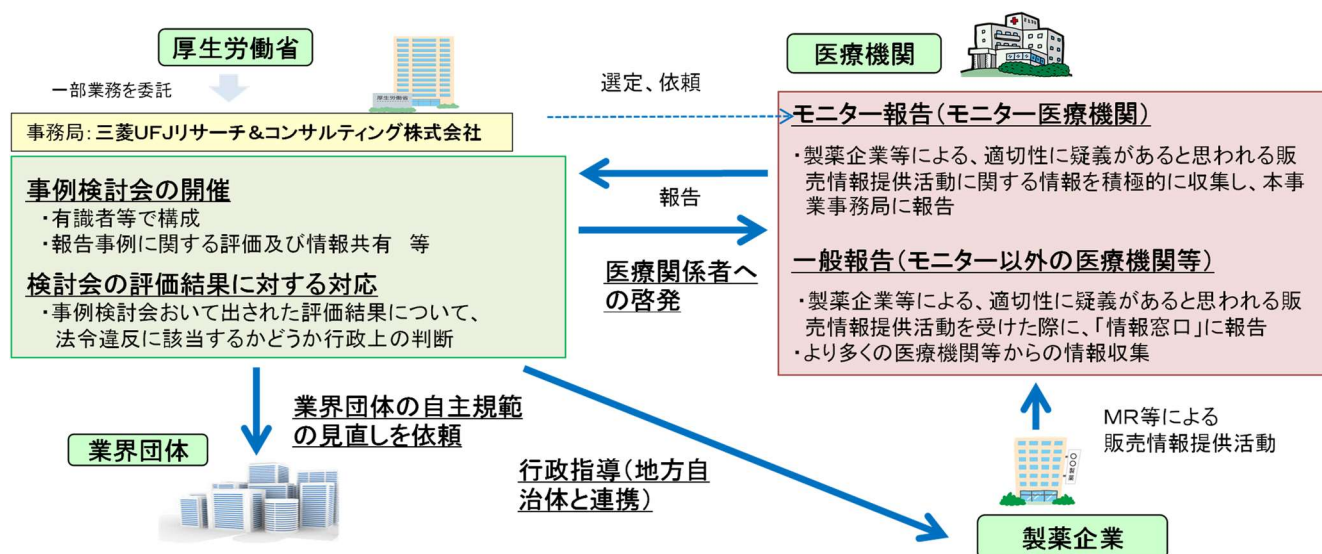 厚生労働省
一部業務を委託
厚生労働省
事務局:三菱UFJリサーチ&コンサルティング株式会社
事例検討会の開催
・有識者等で構成
・報告事例に関する評価及び情報共有 等
検討会の評価結果に対する対応
・事例検討会おいて出された評価結果について、
法令違反に該当するかどうか行政上の判断
選定、依頼
報告
医療関係者へ
の啓発
医療機関
モニター報告(モニター医療機関)
・製薬企業等による、適切性に疑義があると思われる販
売情報提供活動に関する情報を積極的に収集し、本事
業事務局に報告
一般報告(モニター以外の医療機関等)
・製薬企業等による、適切性に疑義があると思われる販
売情報提供活動を受けた際に、「情報窓口」に報告
・より多くの医療機関等からの情報収集
業界団体の自主規範
の見直しを依頼
業界団体
行政指導(地方自
治体と連携)
MR等による
販売情報提供活動
〇〇製薬
製薬企業